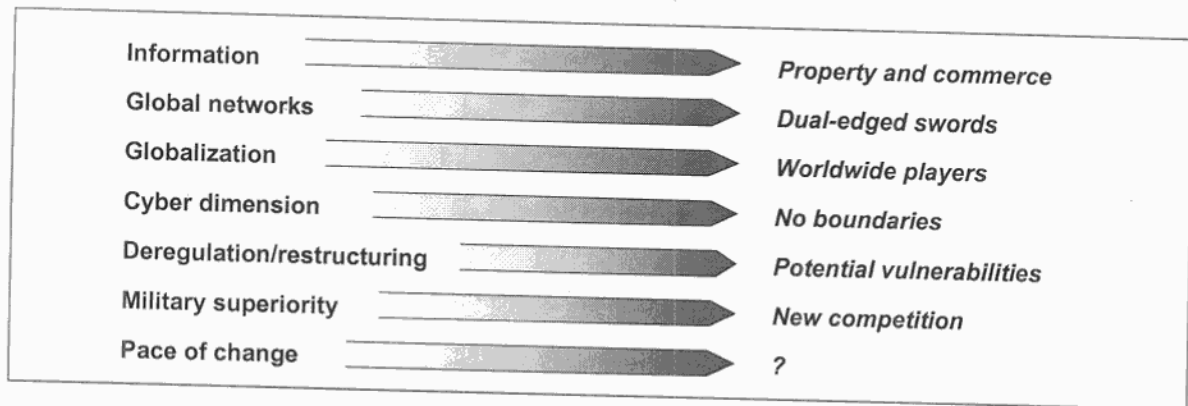 Information Property and commerce
Global networks Dual-edged swords
Globalization Worldwide players
Cyber dimension No boundaries
Deregulation/restructuring Potential vulnerabilities
Military superiority New competition
Pace of change ?